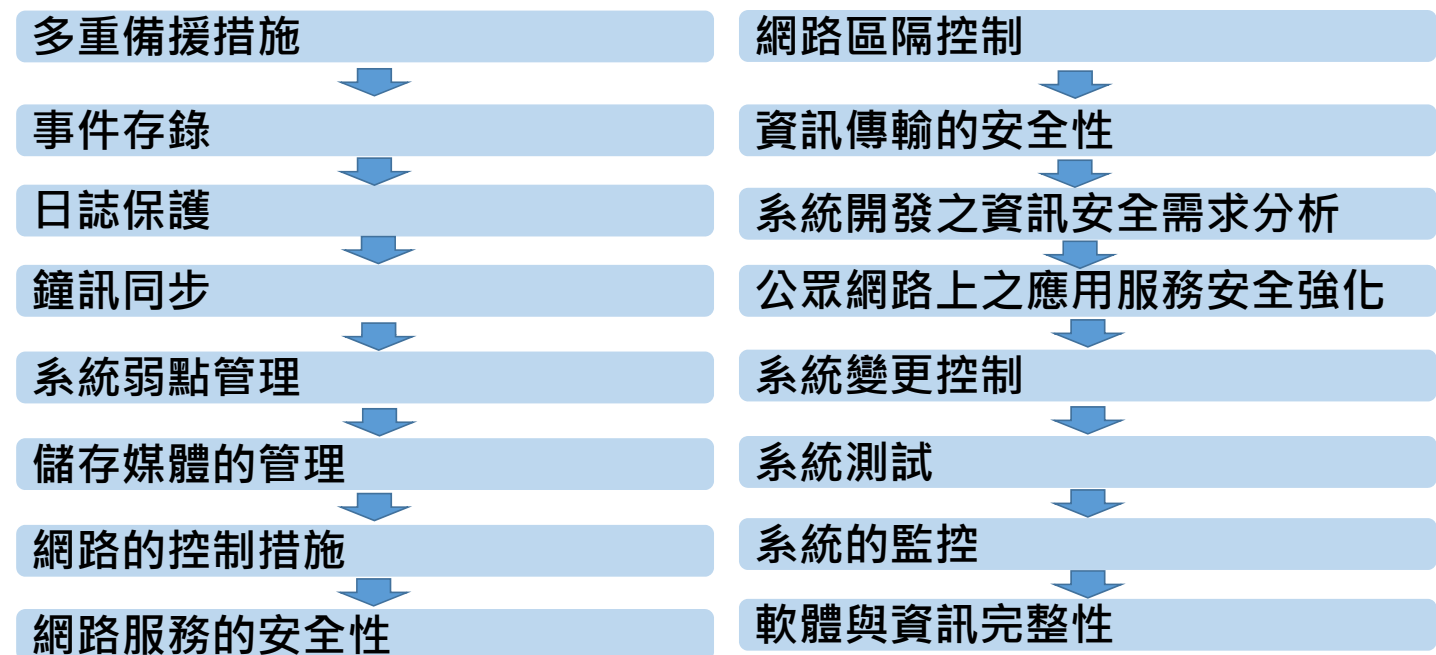 多重備援措施
事件存錄
日誌保護
鐘訊同步
系統弱點管理
儲存媒體的管理
網路的控制措施
網路服務的安全性
網路區隔控制
資訊傳輸的安全性
系統開發之資訊安全需求分析
公眾網路上之應用服務安全強化
系統變更控制
系統測試
系統的監控
軟體與資訊完整性